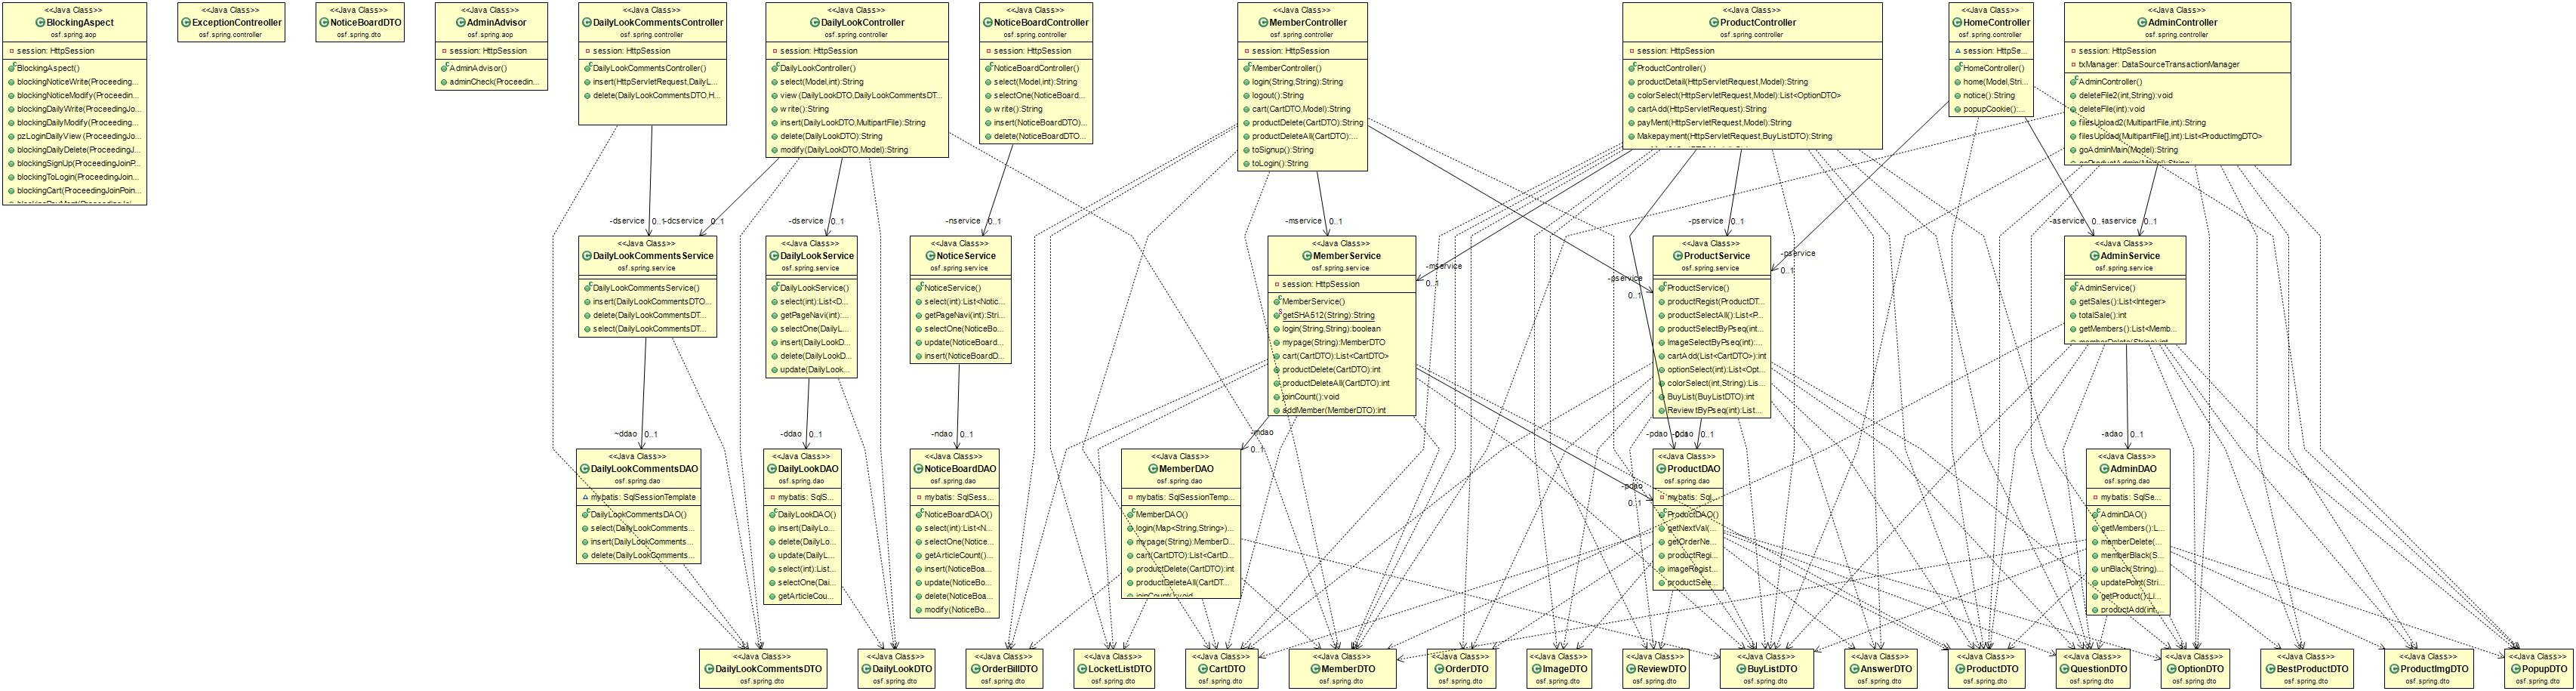 <<Java Class>>
BlockingAspect
osf.spring.aop
session: HttpSession
BlockingAspect()
blockingNoticeWrite(Proceeding...
blockingNoticeModify(Proceedin...
blockingDailyWrite(ProceedingJo...
blockingDailyModify(Proceeding...
pzLoginDailyView (ProceedingJo...
blockingDailyDelete(ProceedingJ...
blockingSignUp(ProceedingJoinP...
blockingToLogin(ProceedingJoin...
blockingCart(ProceedingJoinPoin...
<<Java Class>>
ExceptionContreoller
osf.spring.controller
<<Java Class>>
NoticeBoardDTO
osf.spring.dto
<<Java Class>>
AdminAdvisor
osf.spring.aop
session: HttpSession
AdminAdvisor()
adminCheck(Proceedin...
<<Java Class>>
DailyLookCommentsController
osf.spring.controller
session: HttpSession
DailyLookCommentsController()
insert(HttpServletRequest,DailyL...
delete(DailyLookCommentsDTO,H...
<<Java Class>>
DailyLookController
osf.spring.controller
session: HttpSession
DailyLookController()
select(Model,int):String
view (DailyLookDTO,DailyLookCommentsDT...
w rite():String
insert(DailyLookDTO,MultipartFile):String
delete(DailyLookDTO):String
modify(DailyLookDTO,Model):String
<<Java Class>>
NoticeBoardController
osf.spring.controller
session: HttpSession
NoticeBoardController()
select(Model,int):String
selectOne(NoticeBoard...
w rite():String
insert(NoticeBoardDTO)...
delete(NoticeBoardDTO...
<<Java Class>>
MemberController
osf.spring.controller
session: HttpSession
MemberController()
login(String,String):String
logout():String
cart(CartDTO,Model):String
productDelete(CartDTO):String
productDeleteAll(CartDTO):...
toSignup():String
toLogin():String
<<Java Class>>
ProductController
osf.spring.controller
session: HttpSession
ProductController()
productDetail(HttpServletRequest,Model):String
colorSelect(HttpServletRequest,Model):List<OptionDTO>
cartAdd(HttpServletRequest):String
payMent(HttpServletRequest,Model):String
Makepayment(HttpServletRequest,BuyListDTO):String
<<Java Class>>
HomeController
osf.spring.controller
session: HttpSe...
HomeController()
home(Model,Stri...
notice():String
popupCookie():...
<<Java Class>>
AdminController
osf.spring.controller
session: HttpSession
txManager: DataSourceTransactionManager
AdminController()
deleteFile2(int,String):void
deleteFile(int):void
filesUpload2(MultipartFile,int):String
filesUpload(MultipartFile[],int):List<ProductImgDTO>
goAdminMain(Model):String
goProductAdmin(Model):String
-dservice 0..1
-dcservice 0..1
-dservice 0..1
-nservice 0..1
-mservice 0..1
-mservice 0..1
-pservice 0..1
-pservice 0..1
-pservice 0..1
-aservice 0..1
-aservice 0..1
<<Java Class>>
DailyLookCommentsService
osf.spring.service
DailyLookCommentsService()
insert(DailyLookCommentsDTO...
delete(DailyLookCommentsDT...
select(DailyLookCommentsDT...
<<Java Class>>
DailyLookService
osf.spring.service
DailyLookService()
select(int):List<D...
getPageNavi(int):...
selectOne(DailyL...
insert(DailyLookD...
delete(DailyLookD...
update(DailyLook...
<<Java Class>>
NoticeService
osf.spring.service
NoticeService()
select(int):List<Notic...
getPageNavi(int):Stri...
selectOne(NoticeBo...
update(NoticeBoard...
insert(NoticeBoardD...
<<Java Class>>
MemberService
osf.spring.service
session: HttpSession
MemberService()
getSHA512(String):String
login(String,String):boolean
mypage(String):MemberDTO
cart(CartDTO):List<CartDTO>
productDelete(CartDTO):int
productDeleteAll(CartDTO):int
joinCount():void
addMember(MemberDTO):int
<<Java Class>>
ProductService
osf.spring.service
ProductService()
productRegist(ProductDT...
productSelectAll():List<P...
productSelectByPseq(int...
ImageSelectByPseq(int):...
cartAdd(List<CartDTO>):int
optionSelect(int):List<Opt...
colorSelect(int,String):Lis...
BuyList(BuyListDTO):int
ReviewtByPseq(int):List...
<<Java Class>>
AdminService
osf.spring.service
AdminService()
getSales():List<Integer>
totalSale():int
getMembers():List<Memb...
memberDelete(String):int
~ddao 0..1
-ddao 0..1
-ndao 0..1
-mdao
0..1
-pdao
-pdao 0..1
-pdao
0..1
-adao 0..1
<<Java Class>>
DailyLookCommentsDAO
osf.spring.dao
mybatis: SqlSessionTemplate
DailyLookCommentsDAO()
select(DailyLookComments...
insert(DailyLookComments...
delete(DailyLookComments...
<<Java Class>>
DailyLookDAO
osf.spring.dao
mybatis: SqlS...
DailyLookDAO()
insert(DailyLo...
delete(DailyLo...
update(DailyL...
select(int):List...
selectOne(Dai...
getArticleCou...
<<Java Class>>
NoticeBoardDAO
osf.spring.dao
mybatis: SqlSess...
NoticeBoardDAO()
select(int):List<N...
selectOne(Notice...
getArticleCount()...
insert(NoticeBoa...
update(NoticeBo...
delete(NoticeBoa...
modify(NoticeBo...
<<Java Class>>
MemberDAO
osf.spring.dao
mybatis: SqlSessionTemp...
MemberDAO()
login(Map<String,String>)...
mypage(String):MemberD...
cart(CartDTO):List<CartD...
productDelete(CartDTO):int
productDeleteAll(CartDT...
joinCount():void
<<Java Class>>
ProductDAO
osf.spring.dao
mybatis: Sql...
ProductDAO()
getNextVal(...
getOrderNe...
productRegi...
imageRegist...
productSele...
<<Java Class>>
AdminDAO
osf.spring.dao
mybatis: SqlSe...
AdminDAO()
getMembers():L...
memberDelete(...
memberBlack(S...
unBlack(String)...
updatePoint(Stri...
getProduct():Li...
productAdd(int,...
<<Java Class>>
DailyLookCommentsDTO
osf.spring.dto
<<Java Class>>
DailyLookDTO
osf.spring.dto
<<Java Class>>
OrderBillDTO
osf.spring.dto
<<Java Class>>
LocketListDTO
osf.spring.dto
<<Java Class>>
CartDTO
osf.spring.dto
<<Java Class>>
MemberDTO
osf.spring.dto
<<Java Class>>
OrderDTO
osf.spring.dto
<<Java Class>>
ImageDTO
osf.spring.dto
<<Java Class>>
ReviewDTO
osf.spring.dto
<<Java Class>>
BuyListDTO
osf.spring.dto
<<Java Class>>
AnswerDTO
osf.spring.dto
<<Java Class>>
ProductDTO
osf.spring.dto
<<Java Class>>
QuestionDTO
osf.spring.dto
<<Java Class>>
OptionDTO
osf.spring.dto
<<Java Class>>
BestProductDTO
osf.spring.dto
<<Java Class>>
ProductImgDTO
osf.spring.dto
<<Java Class>>
PopupDTO
osf.spring.dto